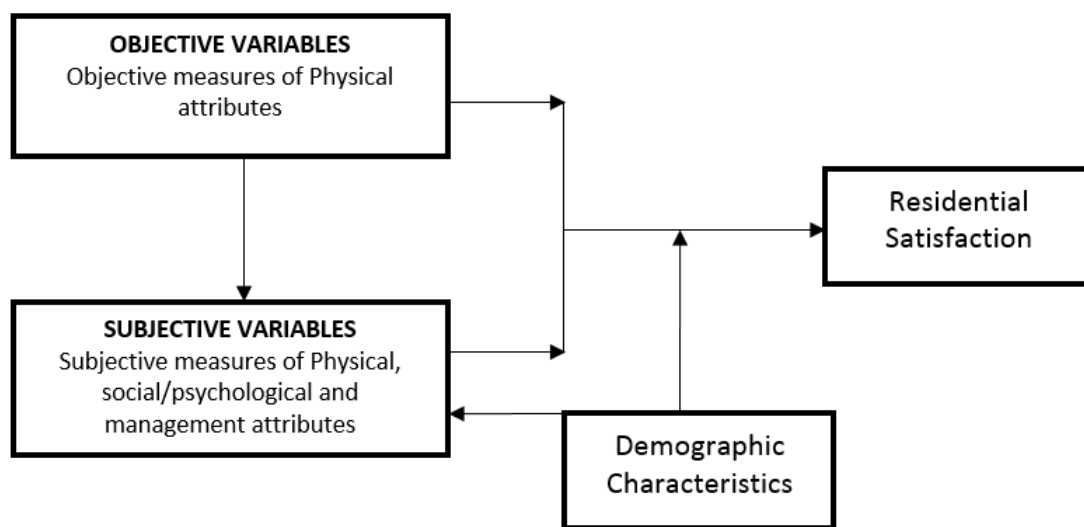 OBJECTIVE VARIABLES
Objective measures of Physical
attributes
Residential
Satisfaction
SUBJECTIVE VARIABLES
Subjective measures of Physical,
social/psychological and
management attributes
Demographic
Characteristics